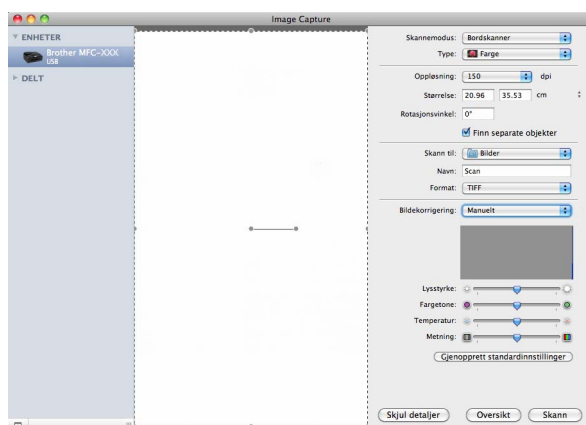 Image Capture
ENHETER
Brother MFC-XXX
USB
DELT
Skannemodus: Bordskanner
Type: Farge
Oppløsning: 150 dpi
Størrelse: 20.96 35.53 cm
Rotasjonsvinkel: 0°
Finn separate objekter
Skann til: Bilder
Navn: Scan
Format: TIFF
Bildekorrigering: Manuelt
Lysstyrke:
Fargetone:
Temperatur:
Metning:
Gjenopprett standardinnstillinger
Skjul detaljer Oversikt Skann